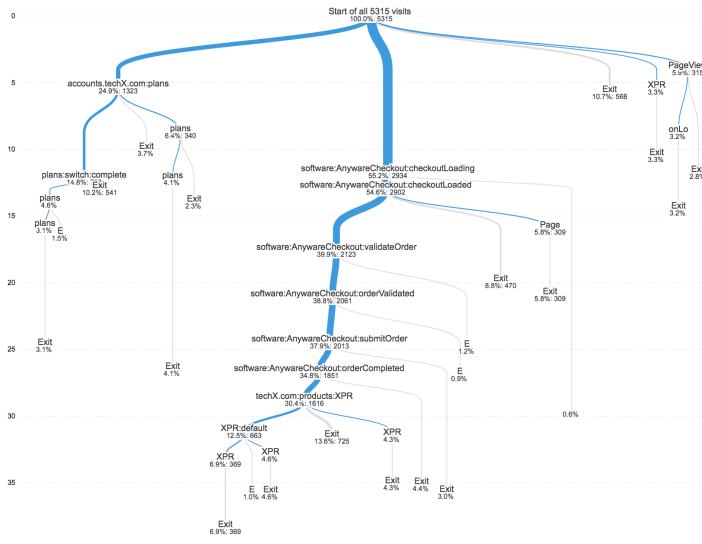 0
Start of all 5315 visits
100.0%: 5315
PageView
5.9%: 315
accounts.techX.com:plans
24.9%: 1323
5
Exit
10.7%: 568
XPR
3.3%
plans
6.4%: 340
onLo
3.2%
Exit
3.7%
10
Exit
3.3%
software:AnywareCheckout:checkoutLoading
55.2%: 2934
plans:switch:complete
14.8%:
Exit
10.2%: 541
plans
4.1%
Exit
2.8%
software:AnywareCheckout:checkoutLoaded
54.6%: 2902
plans
4.6%
Exit
2.3%
Exit
3.2%
15
plans
3.1%
E
1.5%
Page
5.8%: 309
software:AnywareCheckout:validateOrder
39.9%: 2123
Exit
8.8%: 470
Exit
5.8%: 309
20
software:AnywareCheckout:orderValidated
38.8%: 2061
software:AnywareCheckout:submitOrder
37.9%: 2013
Exit
3.1%
E
1.2%
25
Exit
4.1%
software:AnywareCheckout:orderCompleted
34.8%: 1851
E
0.9%
techX.com:products:XPR
30.4%: 1616
0.6%
30
XPR:default
12.5%: 663
Exit
13.6%: 725
XPR
4.3%
XPR
6.9%: 369
XPR
4.6%
35
Exit
4.3%
Exit
4.4%
E
1.0%
Exit
4.6%
Exit
3.0%
Exit
6.9%: 369